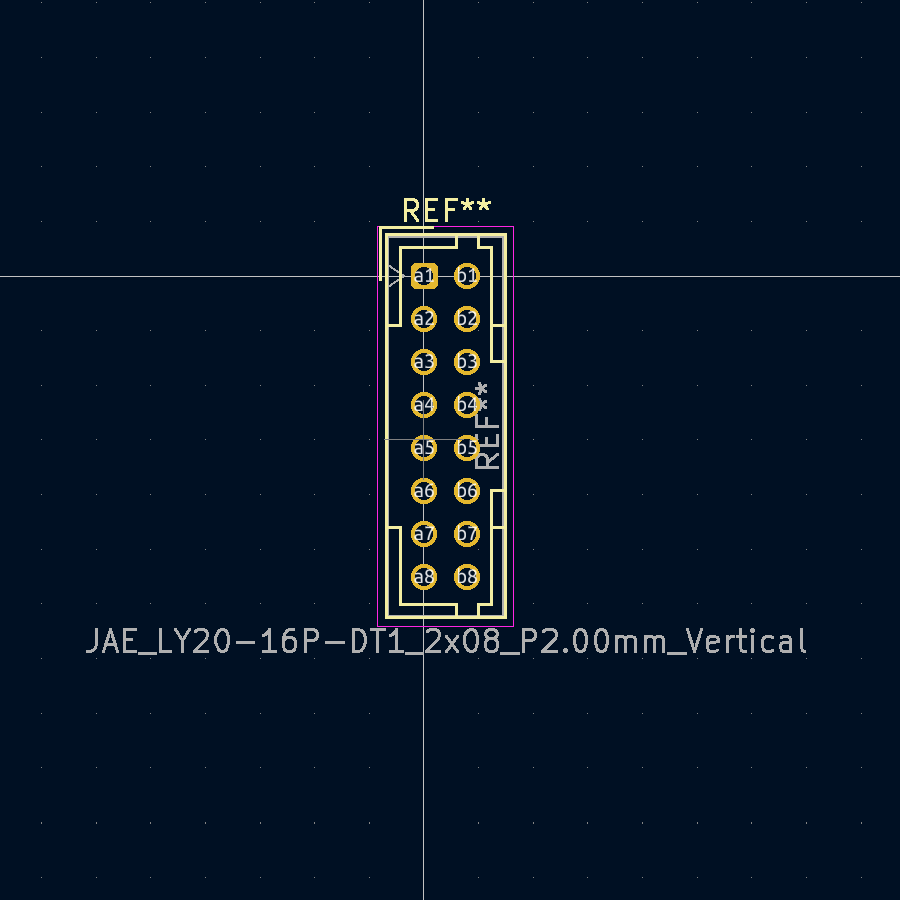 REF**
a1 b1
a2 b2
a3 b3
a4 b4
a5 b5
a6 b6
a7 b7
a8 b8
REF**
JAE_LY20-16P-DT1_2x08_P2.00mm_Vertical